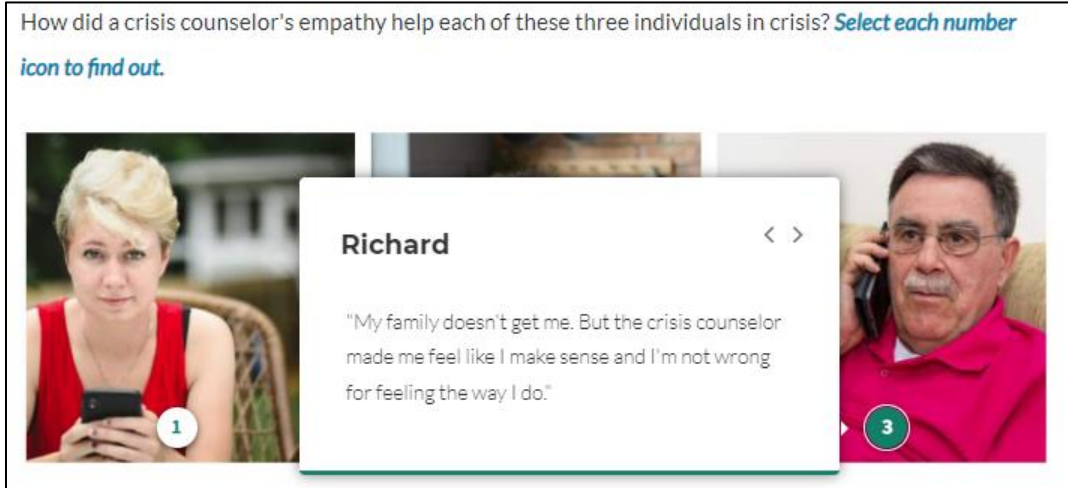 How did a crisis counselor's empathy help each of these three individuals in crisis? Select each number
icon to find out.
Richard
"My family doesn't get me. But the crisis counselor
made me feel like I make sense and I'm not wrong
for feeling the way I do."
1
3